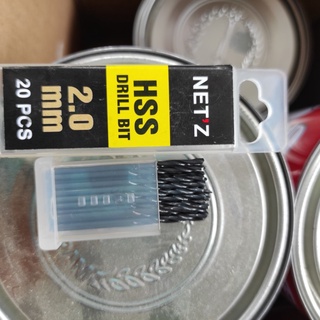 NET'Z
HSS
DRILL BIT
2.0
mm
20 PCS